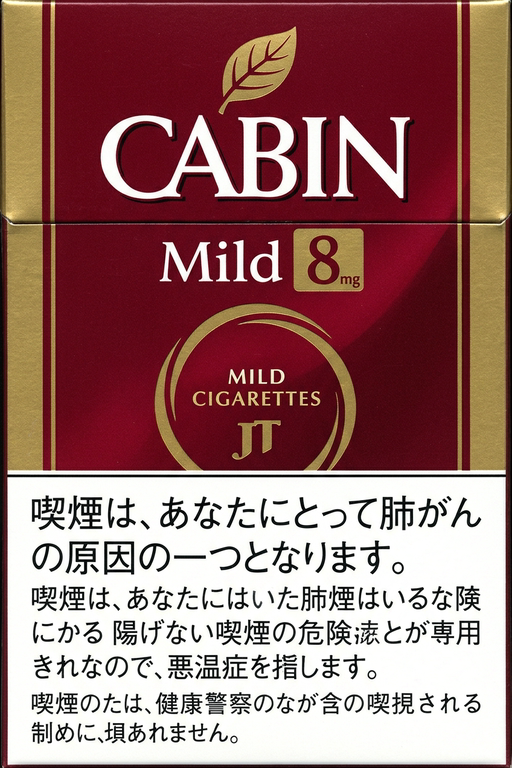 CABIN
Mild 8mg
MILD
CIGARETTES
JT
喫煙は、あなたにとって肺がん
の原因の一つとなります。
喫煙は、あなたにはいた肺煙はいるな険
にかる 陽げない喫煙の危険とが専用
きれなので、悪温症を指します。
喫煙のたは、健康警察のなが含の喫挸される
制めに、塤あれません。